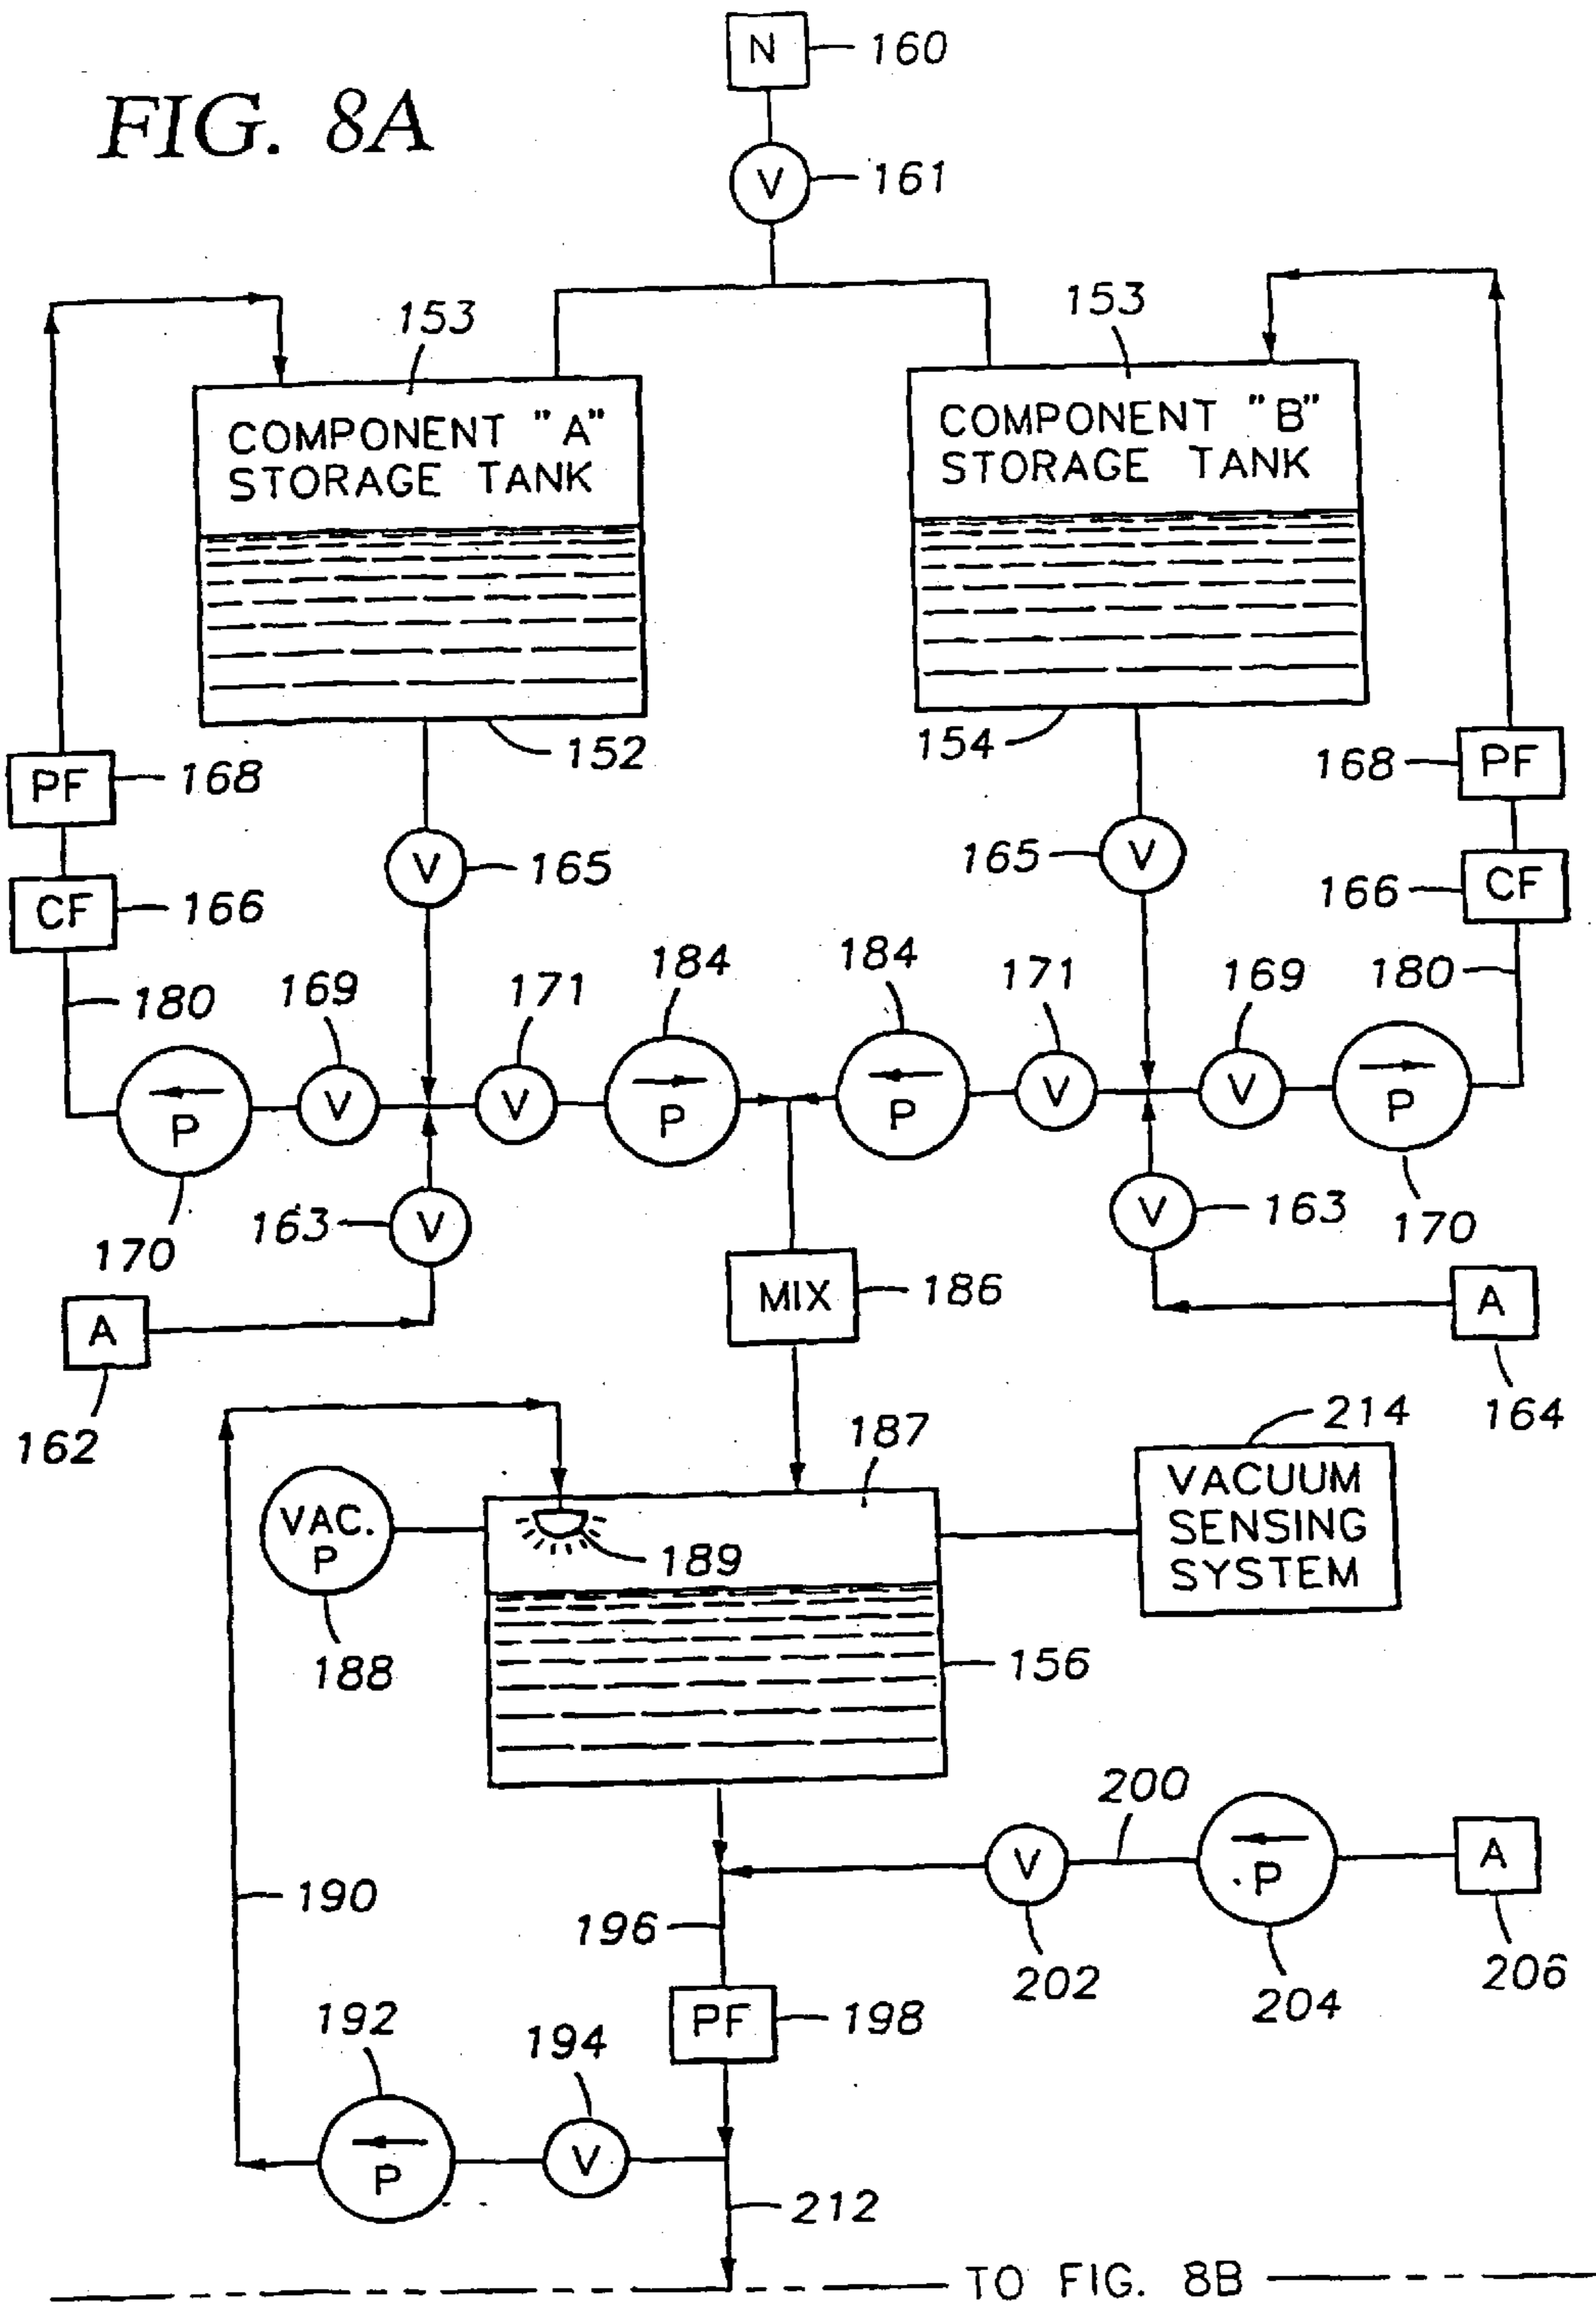 FIG. 8A
N
160
V
161
153
153
COMPONENT "A"
STORAGE TANK
COMPONENT "B"
STORAGE TANK
152
154
PF
168
168
PF
V
165
165
V
CF
166
166
CF
180
169
171
184
184
171
169
180
P
V
V
P
P
V
V
P
170
163
V
V
163
170
MIX
186
A
162
A
164
187
214
VAC.
P
188
189
VACUUM
SENSING
SYSTEM
156
200
V
P
A
190
196
202
204
206
PF
198
192
194
P
V
212
TO FIG. 8B